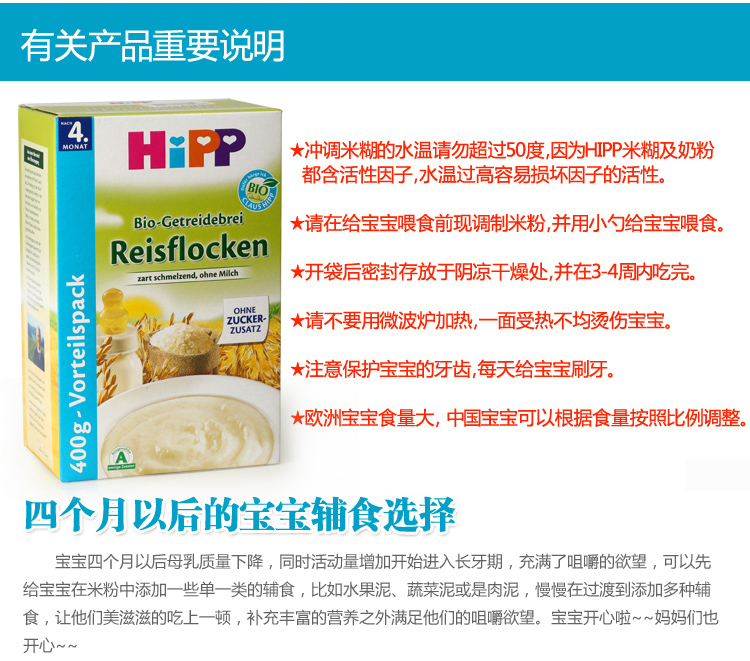 有关产品重要说明
NACH
4.
MONAT
HiPP
BIO
CLAUS HIPP
Bio-Getreidebrei
Reisflocken
zart schmelzend, ohne Milch
OHNE
ZUCKER-
ZUSATZ
400g - Vorteilspack
A
★冲调米糊的水温请勿超过50度,因为HIPP米糊及奶粉
都含活性因子,水温过高容易损坏因子的活性。
★请在给宝宝喂食前现调制米粉,并用小勺给宝宝喂食。
★开袋后密封存放于阴凉干燥处,并在3-4周内吃完。
★请不要用微波炉加热,一面受热不均烫伤宝宝。
★注意保护宝宝的牙齿,每天给宝宝刷牙。
★欧洲宝宝食量大, 中国宝宝可以根据食量按照比例调整。
四个月以后的宝宝辅食选择
宝宝四个月以后母乳质量下降，同时活动量增加开始进入长牙期，充满了咀嚼的欲望，可以先
给宝宝在米粉中添加一些单一类的辅食，比如水果泥、蔬菜泥或是肉泥，慢慢在过渡到添加多种辅
食，让他们美滋滋的吃上一顿，补充丰富的营养之外满足他们的咀嚼欲望。宝宝开心啦~~妈妈们也
开心~~